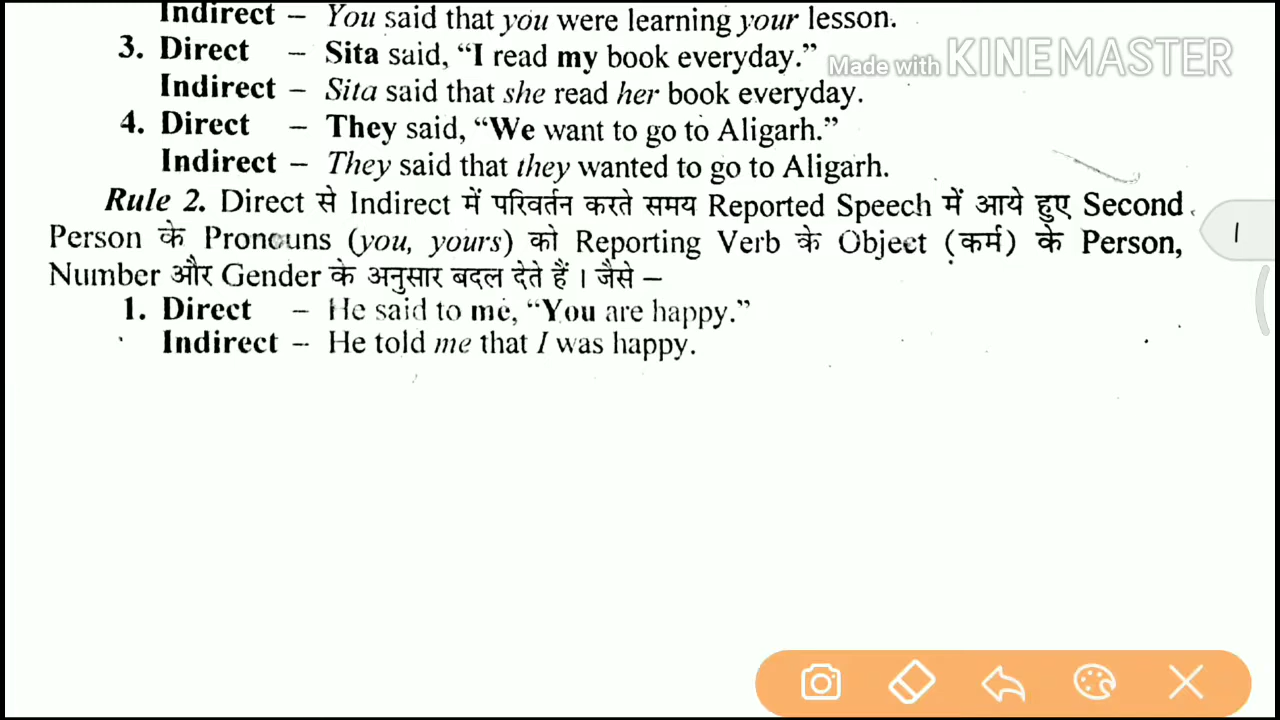 Indirect – You said that you were learning your lesson.
3. Direct – Sita said, “I read my book everyday.”
Made with KINEMASTER
Indirect – Sita said that she read her book everyday.
4. Direct – They said, “We want to go to Aligarh.”
Indirect – They said that they wanted to go to Aligarh.
Rule 2. Direct से Indirect में परिवर्तन करते समय Reported Speech में आये हुए Second
Person के Pronouns (you, yours) को Reporting Verb के Object (कर्म) के Person,
Number और Gender के अनुसार बदल देते हैं । जैसे –
1. Direct – He said to me, “You are happy.”
Indirect – He told me that I was happy.
1